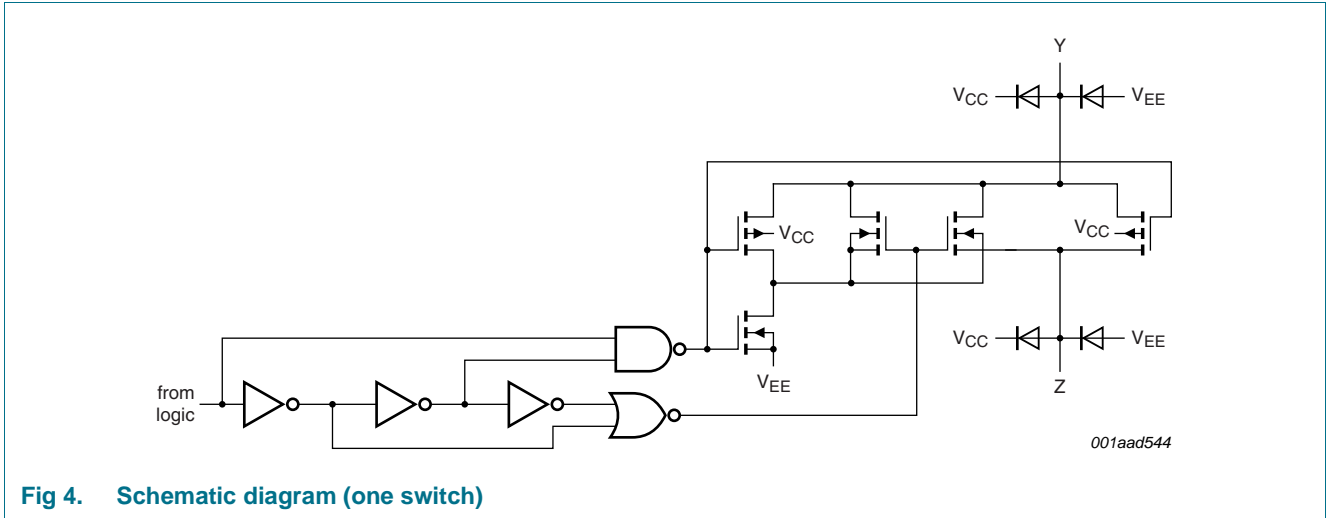 Y
VCC VEE
VCC VCC
VCC VEE
VEE
Z
from
logic
001aad544
Fig 4. Schematic diagram (one switch)